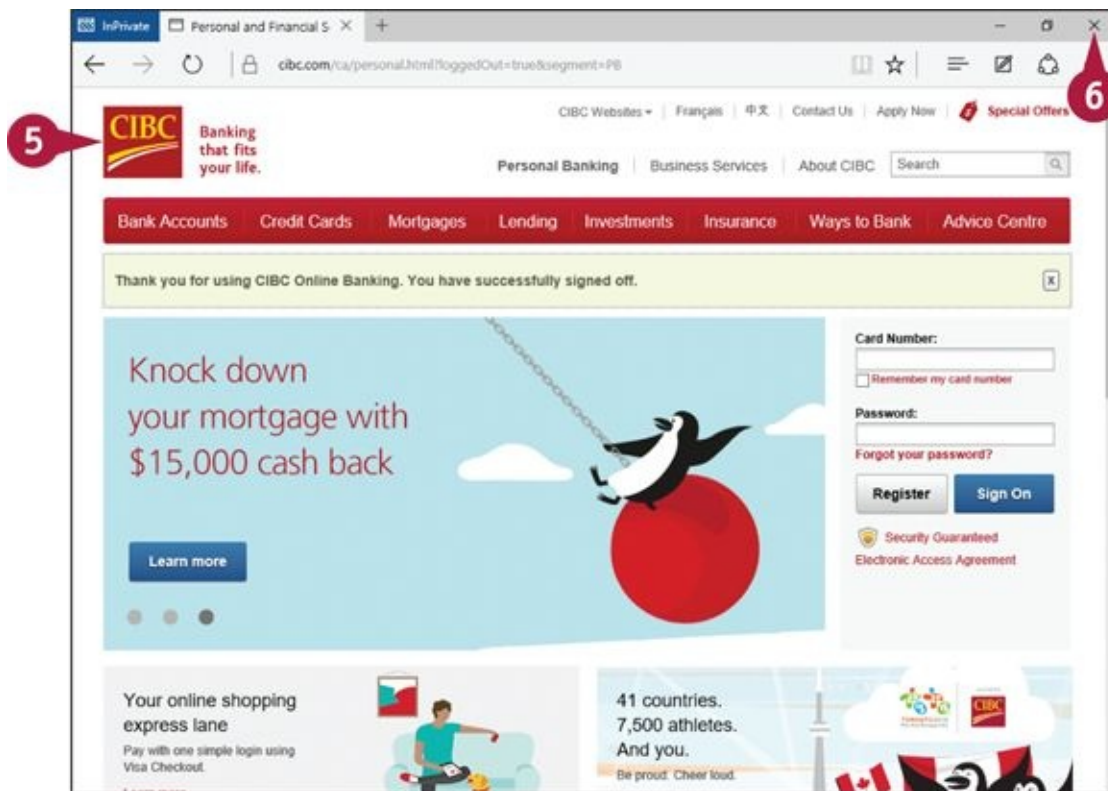 InPrivate Personal and Financial S
cibc.com/ca/personal.html?loggedOut=true&segment=PB
6
CIBC Websites Français 中文 Contact Us Apply Now Special Offers
5
CIBC
Banking
that fits
your life.
Personal Banking Business Services About CIBC Search
Bank Accounts Credit Cards Mortgages Lending Investments Insurance Ways to Bank Advice Centre
Thank you for using CIBC Online Banking. You have successfully signed off.
X
Knock down
your mortgage with
$15,000 cash back
Learn more
Card Number:
Remember my card number
Password:
Forgot your password?
Register Sign On
Security Guaranteed
Electronic Access Agreement
Your online shopping
express lane
Pay with one simple login using
Visa Checkout.
41 countries.
7,500 athletes.
And you.
Be proud. Cheer loud.
CIBC